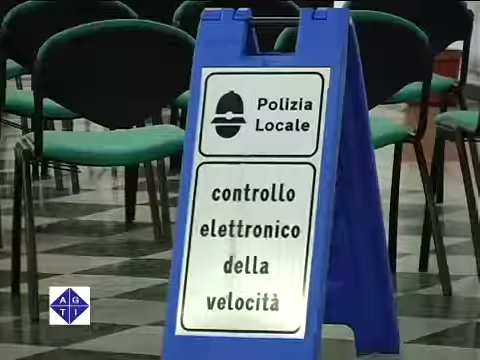 Polizia
Locale
controllo
elettronico
della
velocità
A G
T I